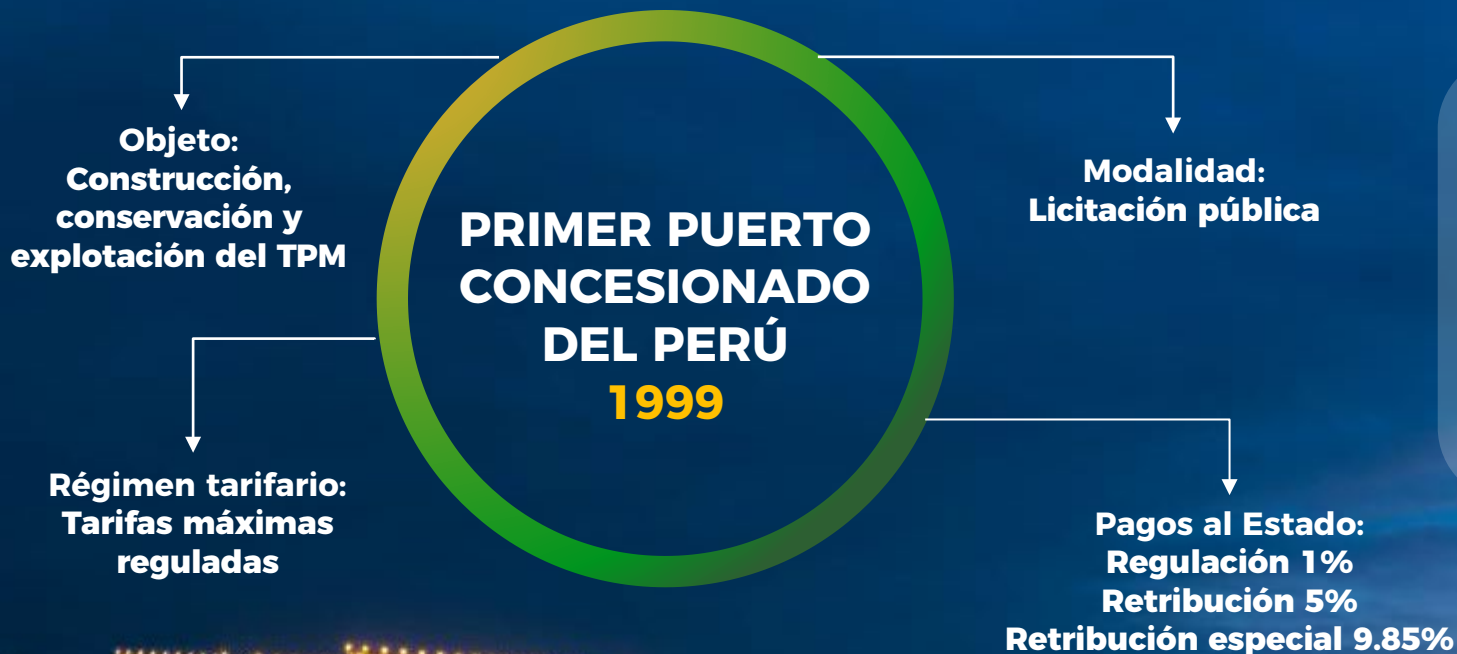 Objeto:
Construcción,
conservación y
explotación del TPM
Modalidad:
Licitación pública
PRIMER PUERTO
CONCESIONADO
DEL PERÚ
1999
Régimen tarifario:
Tarifas máximas
reguladas
Pagos al Estado:
Regulación 1%
Retribución 5%
Retribución especial 9.85%